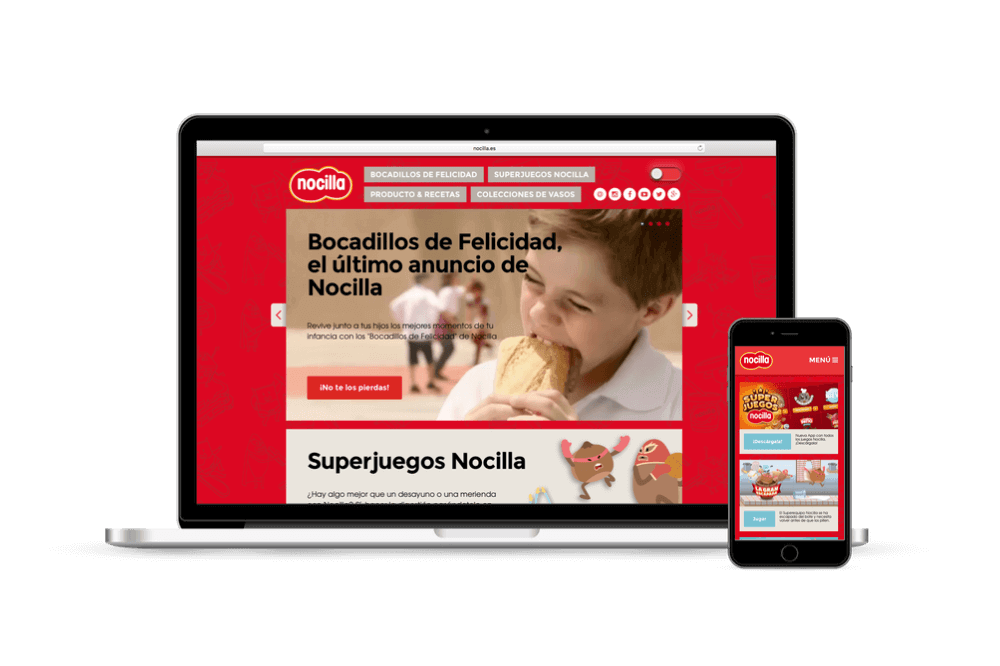 nocilla.es
nocilla
BOCADILLOS DE FELICIDAD
SUPERJUEGOS NOCILLA
PRODUCTO & RECETAS
COLECCIONES DE VASOS
Bocadillos de Felicidad,
el último anuncio de
Nocilla
Revive junto a tus hijos los mejores momentos de tu
infancia con los "Bocadillos de Felicidad" de Nocilla
¡No te los pierdas!
Superjuegos Nocilla
¿Hay algo mejor que un desayuno o una merienda
nocilla
MENÚ
SUPER
JUEGOS
nocilla
¡Descárgala!
Nueva App con todos
los juegos Nocilla.
¡Descárgala!
LA GRAN
ESCAPADA
Jugar